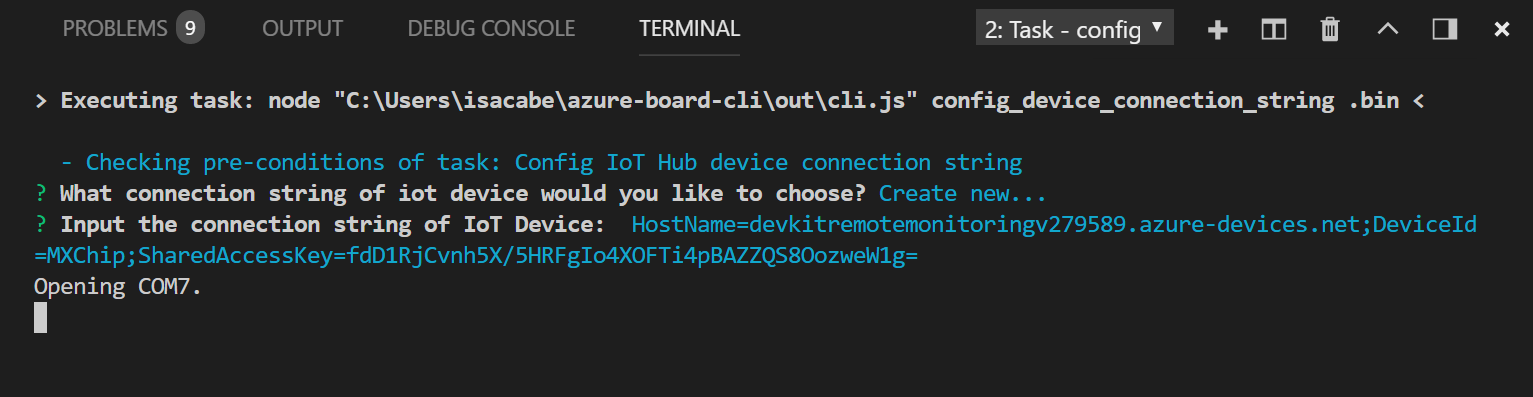 PROBLEMS 9 OUTPUT DEBUG CONSOLE TERMINAL 2: Task - config
> Executing task: node "C:\Users\isacabe\azure-board-cli\out\cli.js" config_device_connection_string .bin <
- Checking pre-conditions of task: Config IoT Hub device connection string
? What connection string of iot device would you like to choose? Create new...
? Input the connection string of IoT Device: HostName=devkitremotemonitoringv279589.azure-devices.net;DeviceId
=MXChip;SharedAccessKey=fdD1RjCvnh5X/5HRFgIo4XOFTi4pBAZZQS8OozweW1g=
Opening COM7.